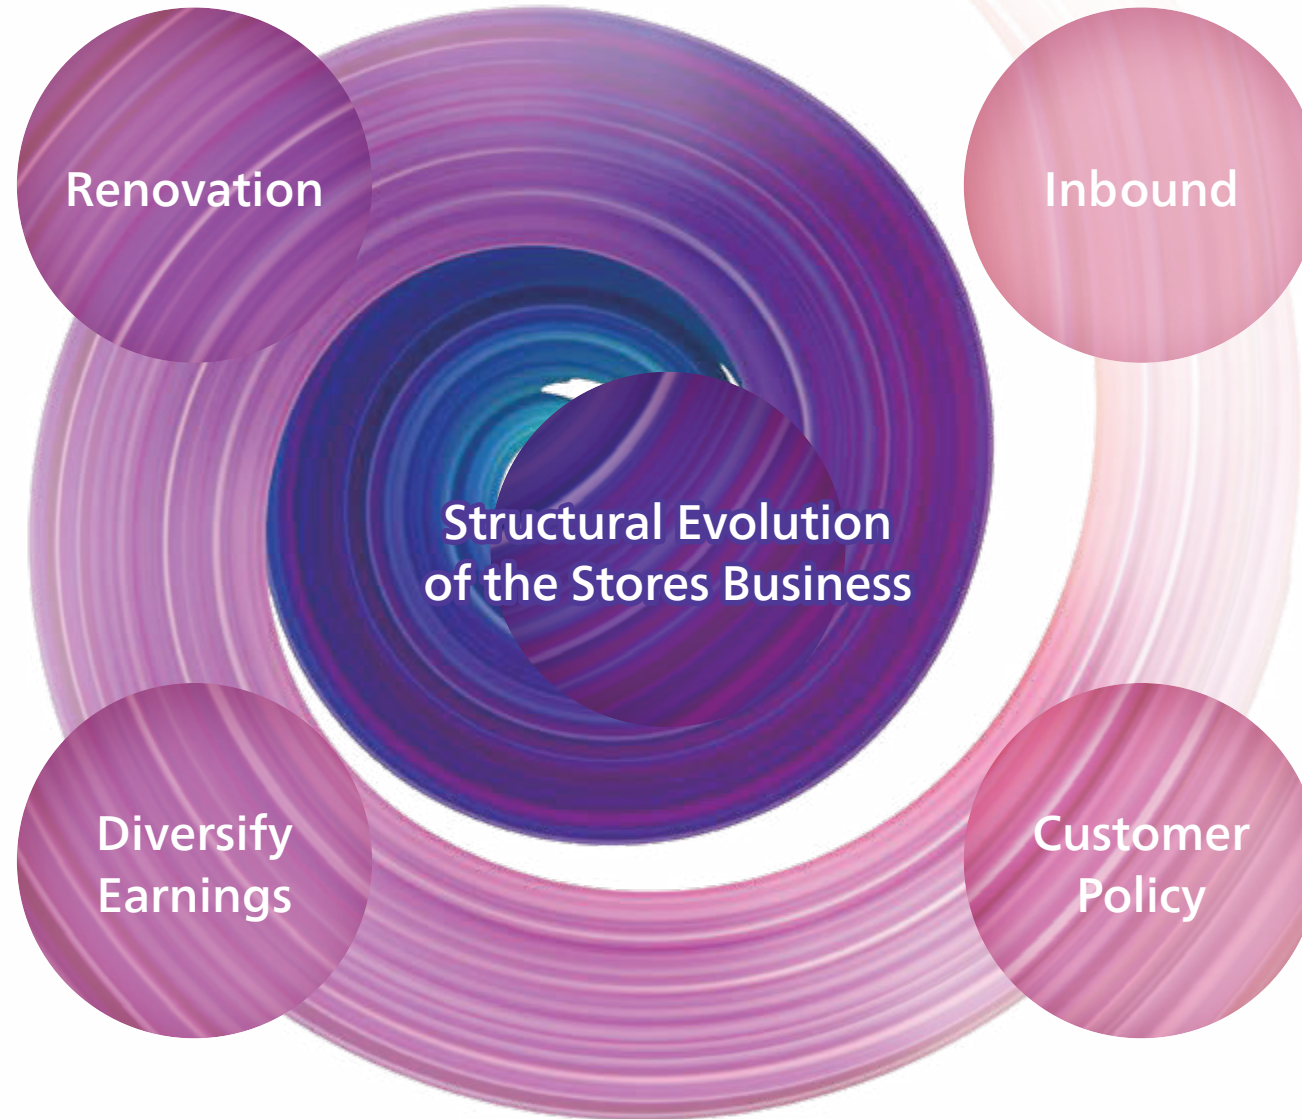 Renovation
Inbound
Structural Evolution
of the Stores Business
Diversify
Earnings
Customer
Policy